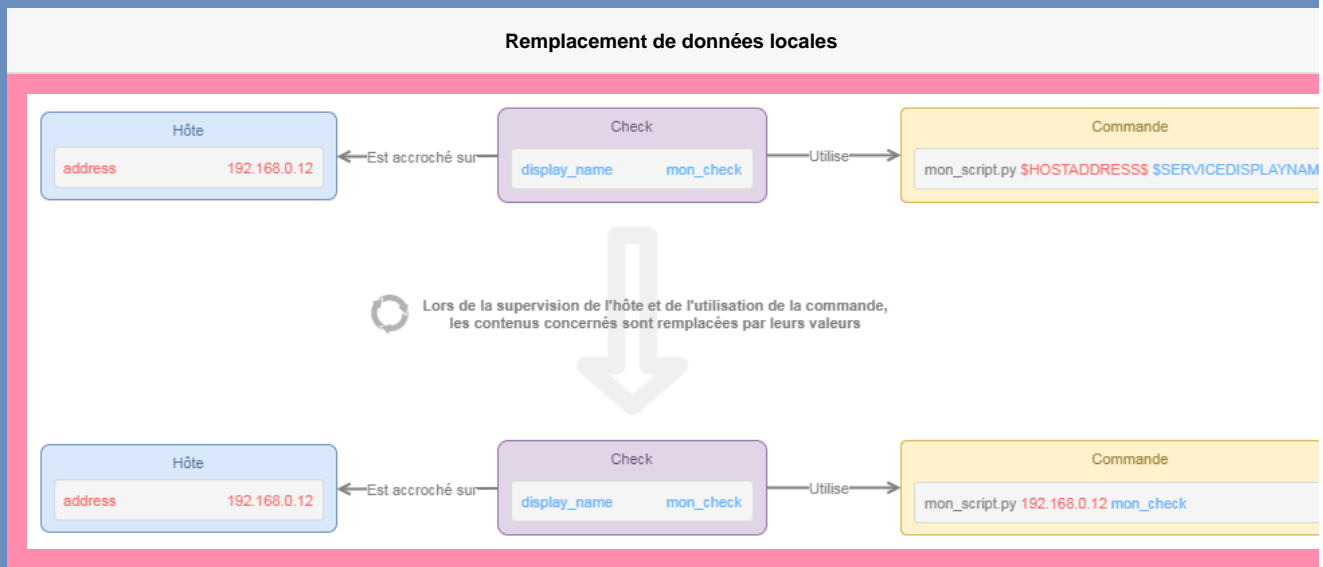 Remplacement de données locales
Hôte
Check
Commande
address 192.168.0.12
Est accroché sur
display_name mon_check
Utilise
mon_script.py $HOSTADDRESS$ $SERVICEDISPLAYNAM
Lors de la supervision de l'hôte et de l'utilisation de la commande,
les contenus concernés sont remplacées par leurs valeurs
Hôte
Check
Commande
address 192.168.0.12
Est accroché sur
display_name mon_check
Utilise
mon_script.py 192.168.0.12 mon_check